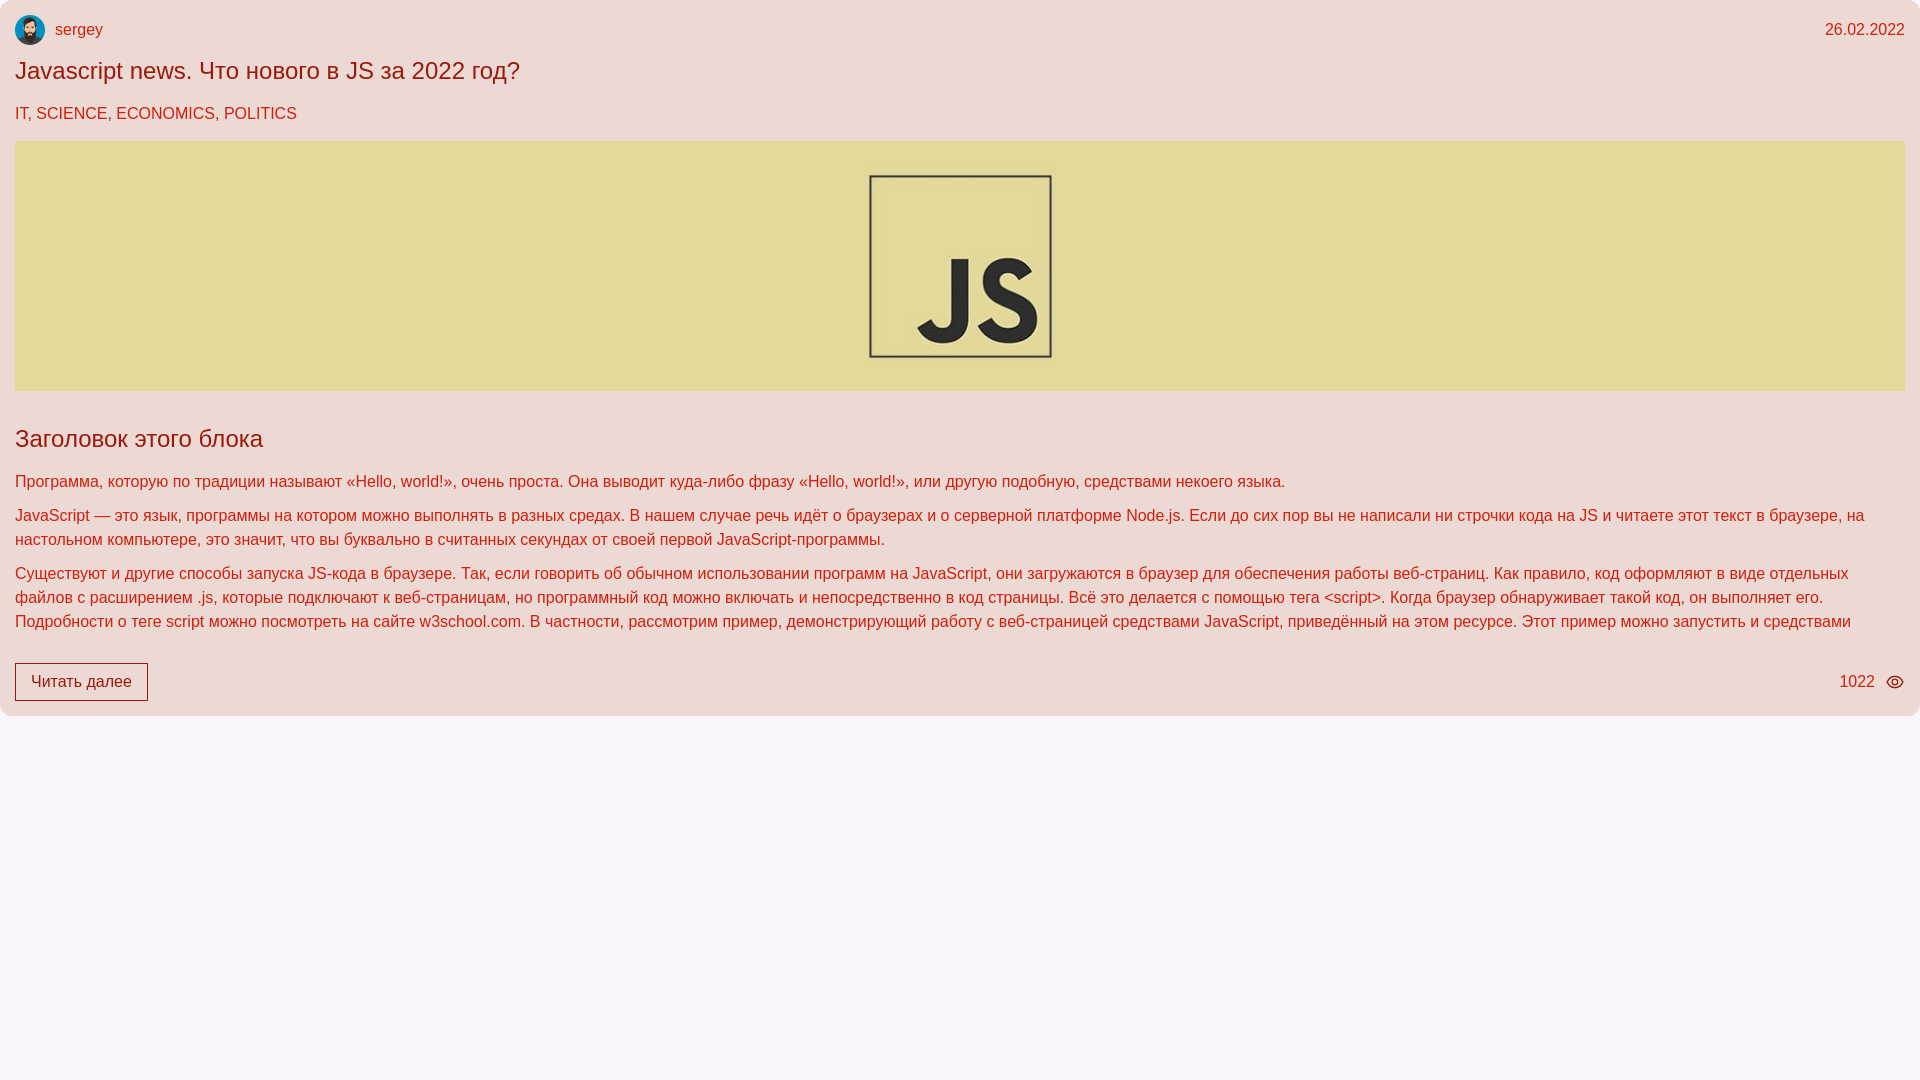 sergey
26.02.2022
Javascript news. Что нового в JS за 2022 год?
IT, SCIENCE, ECONOMICS, POLITICS
JS
Заголовок этого блока
Программа, которую по традиции называют «Hello, world!», очень проста. Она выводит куда-либо фразу «Hello, world!», или другую подобную, средствами некоего языка.
JavaScript — это язык, программы на котором можно выполнять в разных средах. В нашем случае речь идёт о браузерах и о серверной платформе Node.js. Если до сих пор вы не написали ни строчки кода на JS и читаете этот текст в браузере, на
настольном компьютере, это значит, что вы буквально в считанных секундах от своей первой JavaScript-программы.
Существуют и другие способы запуска JS-кода в браузере. Так, если говорить об обычном использовании программ на JavaScript, они загружаются в браузер для обеспечения работы веб-страниц. Как правило, код оформляют в виде отдельных
файлов с расширением .js, которые подключают к веб-страницам, но программный код можно включать и непосредственно в код страницы. Всё это делается с помощью тега <script>. Когда браузер обнаруживает такой код, он выполняет его.
Подробности о теге script можно посмотреть на сайте w3school.com. В частности, рассмотрим пример, демонстрирующий работу с веб-страницей средствами JavaScript, приведённый на этом ресурсе. Этот пример можно запустить и средствами
Читать далее
1022